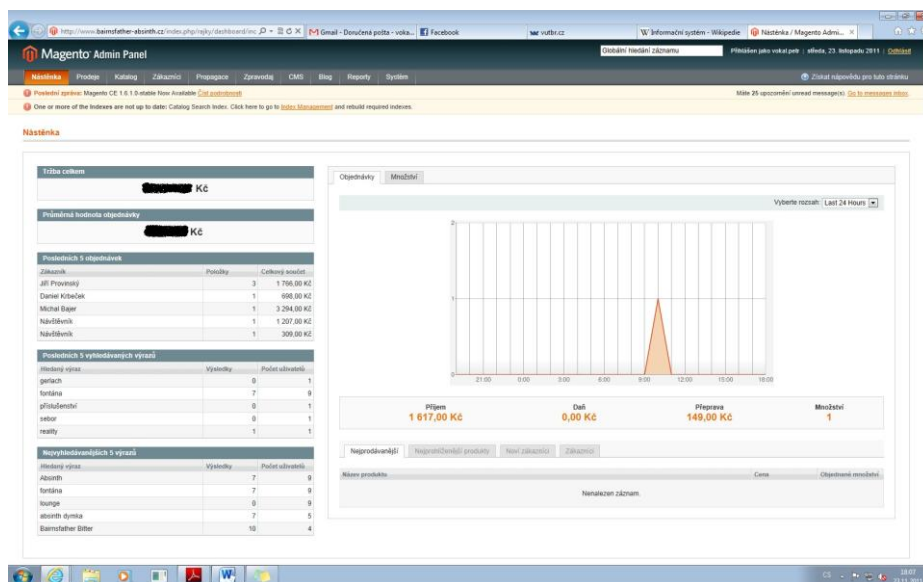 http://www.bairnsfather-absinth.cz/index.php/rajky/dashboard/inc
Gmail - Doručená pošta - voka...
Facebook
vutbr.cz
Informační systém - Wikipedie
Nástěnka / Magento Admi...
Magento Admin Panel
Globální hledání záznamu
Přihlášen jako vokat.petr | středa, 23. listopadu 2011 | Odhlásit
Nástěnka Prodeje Katalog Zákazníci Propagace Zpravodaj CMS Blog Reporty Systém
Získat nápovědu pro tuto stránku
Poslední zpráva: Magento CE 1.6.1.0-stable Now Available Číst podrobnosti
Máte 25 upozornění unread message(s). Go to messages inbox.
One or more of the Indexes are not up to date: Catalog Search Index. Click here to go to Index Management and rebuild required indexes.
Nástěnka
Tržba celkem
Kč
Průměrná hodnota objednávky
Kč
Posledních 5 objednávek
Zákazník Položky Celkový součet
Jiří Provinský 3 1 766,00 Kč
Daniel Krbeček 1 698,00 Kč
Michal Bajer 1 3 294,00 Kč
Návštěvník 1 1 207,00 Kč
Návštěvník 1 309,00 Kč
Posledních 5 vyhledávaných výrazů
Hledaný výraz Výsledky Počet uživatelů
gerlach 0 1
fontána 7 9
příslušenství 0 1
sebor 0 1
reality 1 1
Nejvyhledávanějších 5 výrazů
Hledaný výraz Výsledky Počet uživatelů
Absinth 7 9
fontána 7 9
lounge 0 9
absinth dymka 7 5
Bairnsfather Bitter 10 4
Objednávky Množství
Vyberte rozsah: Last 24 Hours
2
1
0
21:00 0:00 3:00 6:00 9:00 12:00 15:00 18:00
Příjem Daň Přeprava Množství
1 617,00 Kč 0,00 Kč 149,00 Kč 1
Nejprodávanější Nejprohlíženější produkty Noví zákazníci Zákazníci
Název produktu Cena Objednané množství
Nenalezen záznam.
CS
18:07